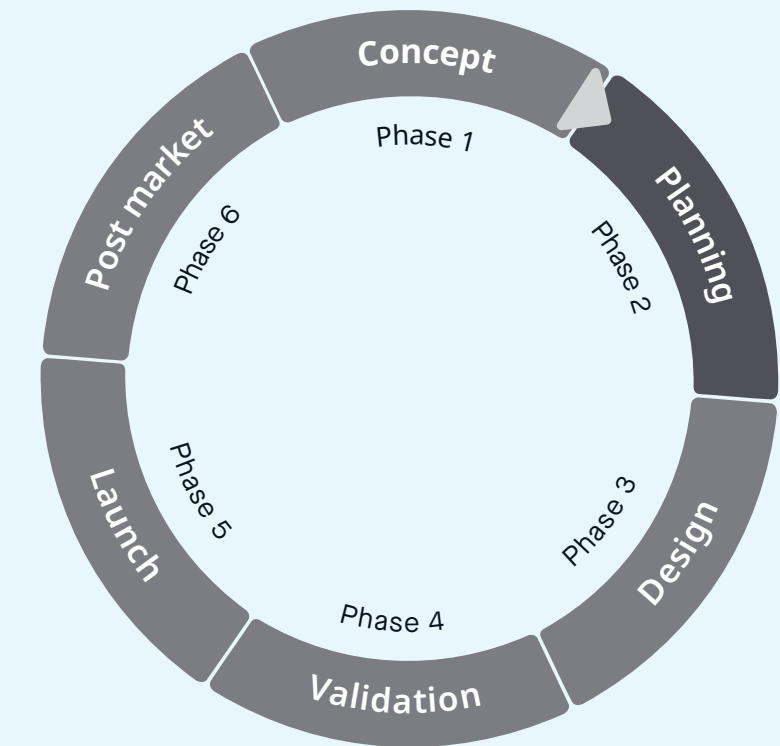 Concept
Phase 1
Planning
Phase 2
Design
Phase 3
Validation
Phase 4
Launch
Phase 5
Post market
Phase 6